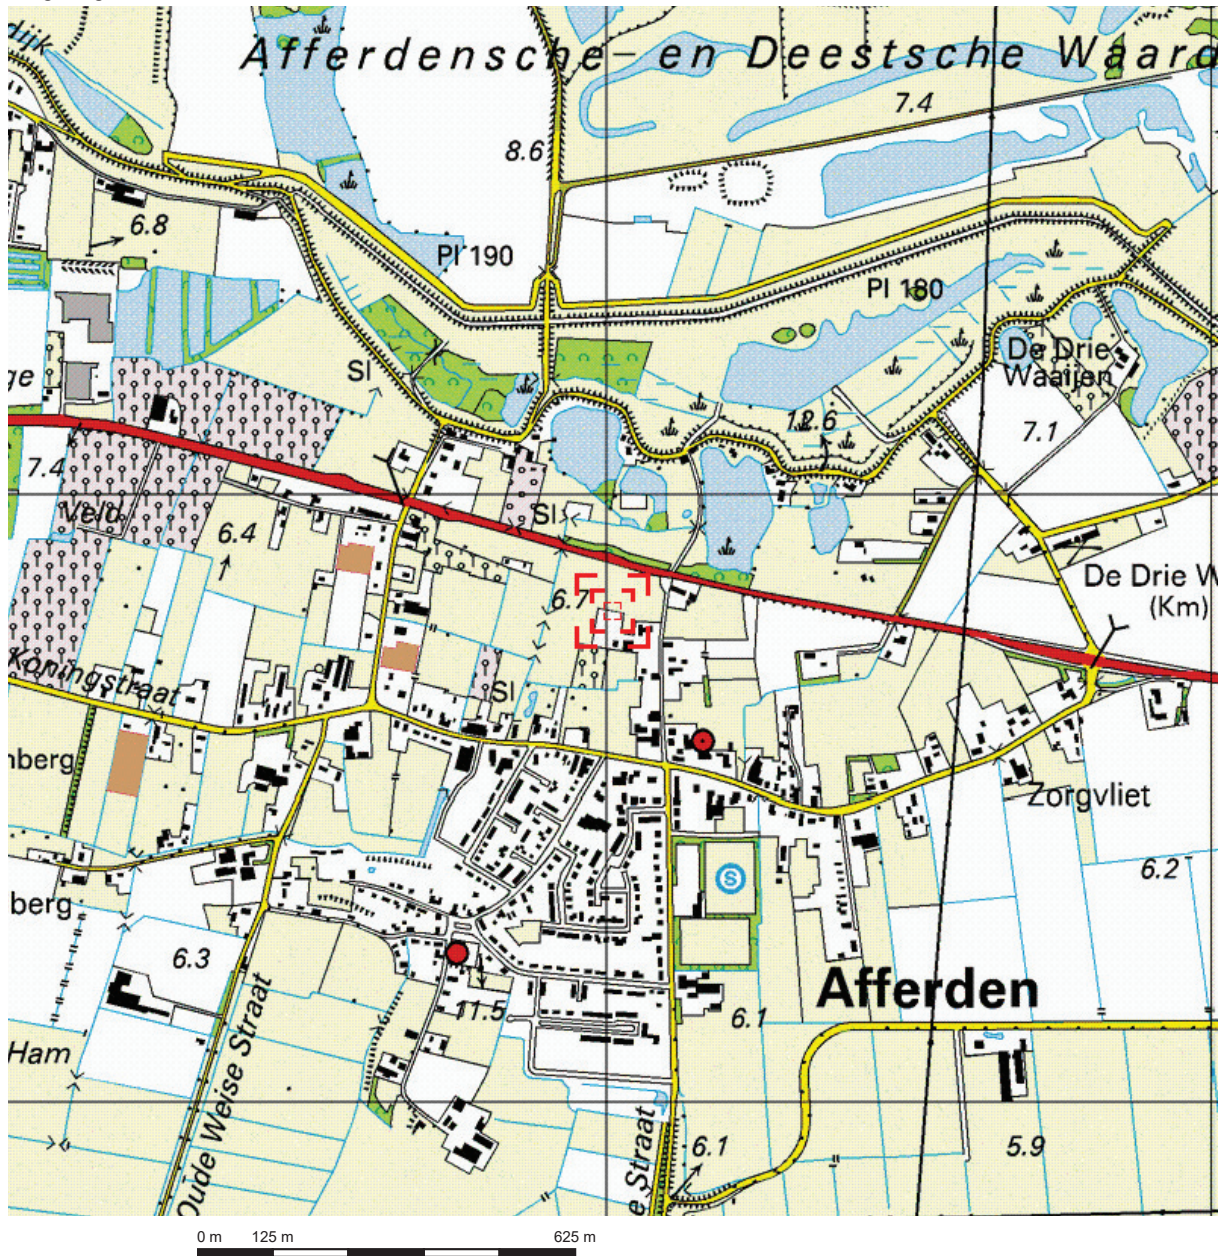 dijk
Afferdensche- en Deestsche Waard
7.4
8.6
6.8
Pl 190
Pl 180
De Drie
Waaijen
ge
Sl
12.6
7.1
7.4
Veld
6.4
Sl
6.7
De Drie W
(Km)
Koningstraat
Sl
nberg
Zorgvliet
S
6.2
berg
6.3
Afferden
11.5
6.1
Oude Weise Straat
Ham
e Straat
6.1
5.9
0 m 125 m 625 m